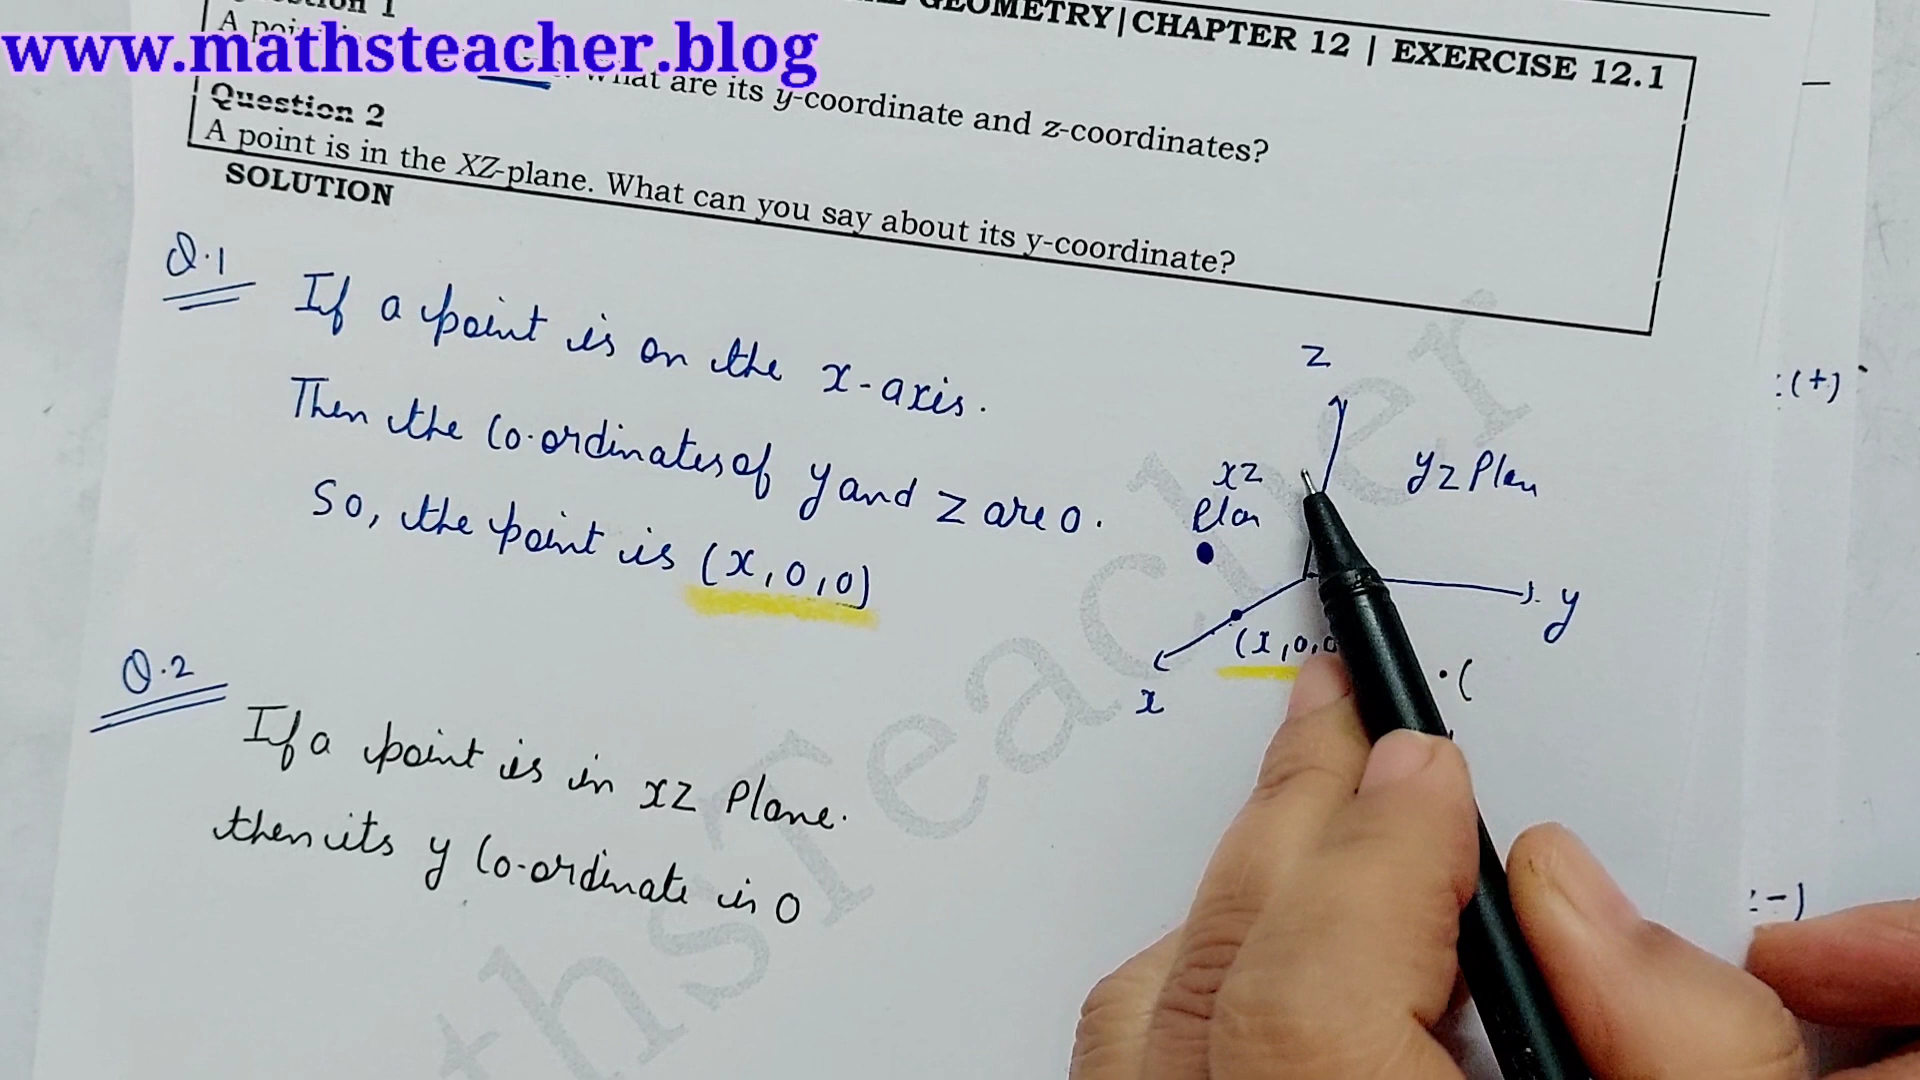 GEOMETRY|CHAPTER 12 | EXERCISE 12.1
www.mathsteacher.blog
What are its y-coordinate and z-coordinates?
Question 2
A point is in the XZ-plane. What can you say about its y-coordinate?
SOLUTION
Q.1
If a point is on the x-axis.
Then the Co-ordinates of y and z are 0.
So, the point is (x,0,0)
Q.2
If a point is in xz Plane.
then its y Co-ordinate is 0
z
xz
Plan
yz Plan
y
(x,0,0
x
.(
:(+)
:-)
thsTeacher